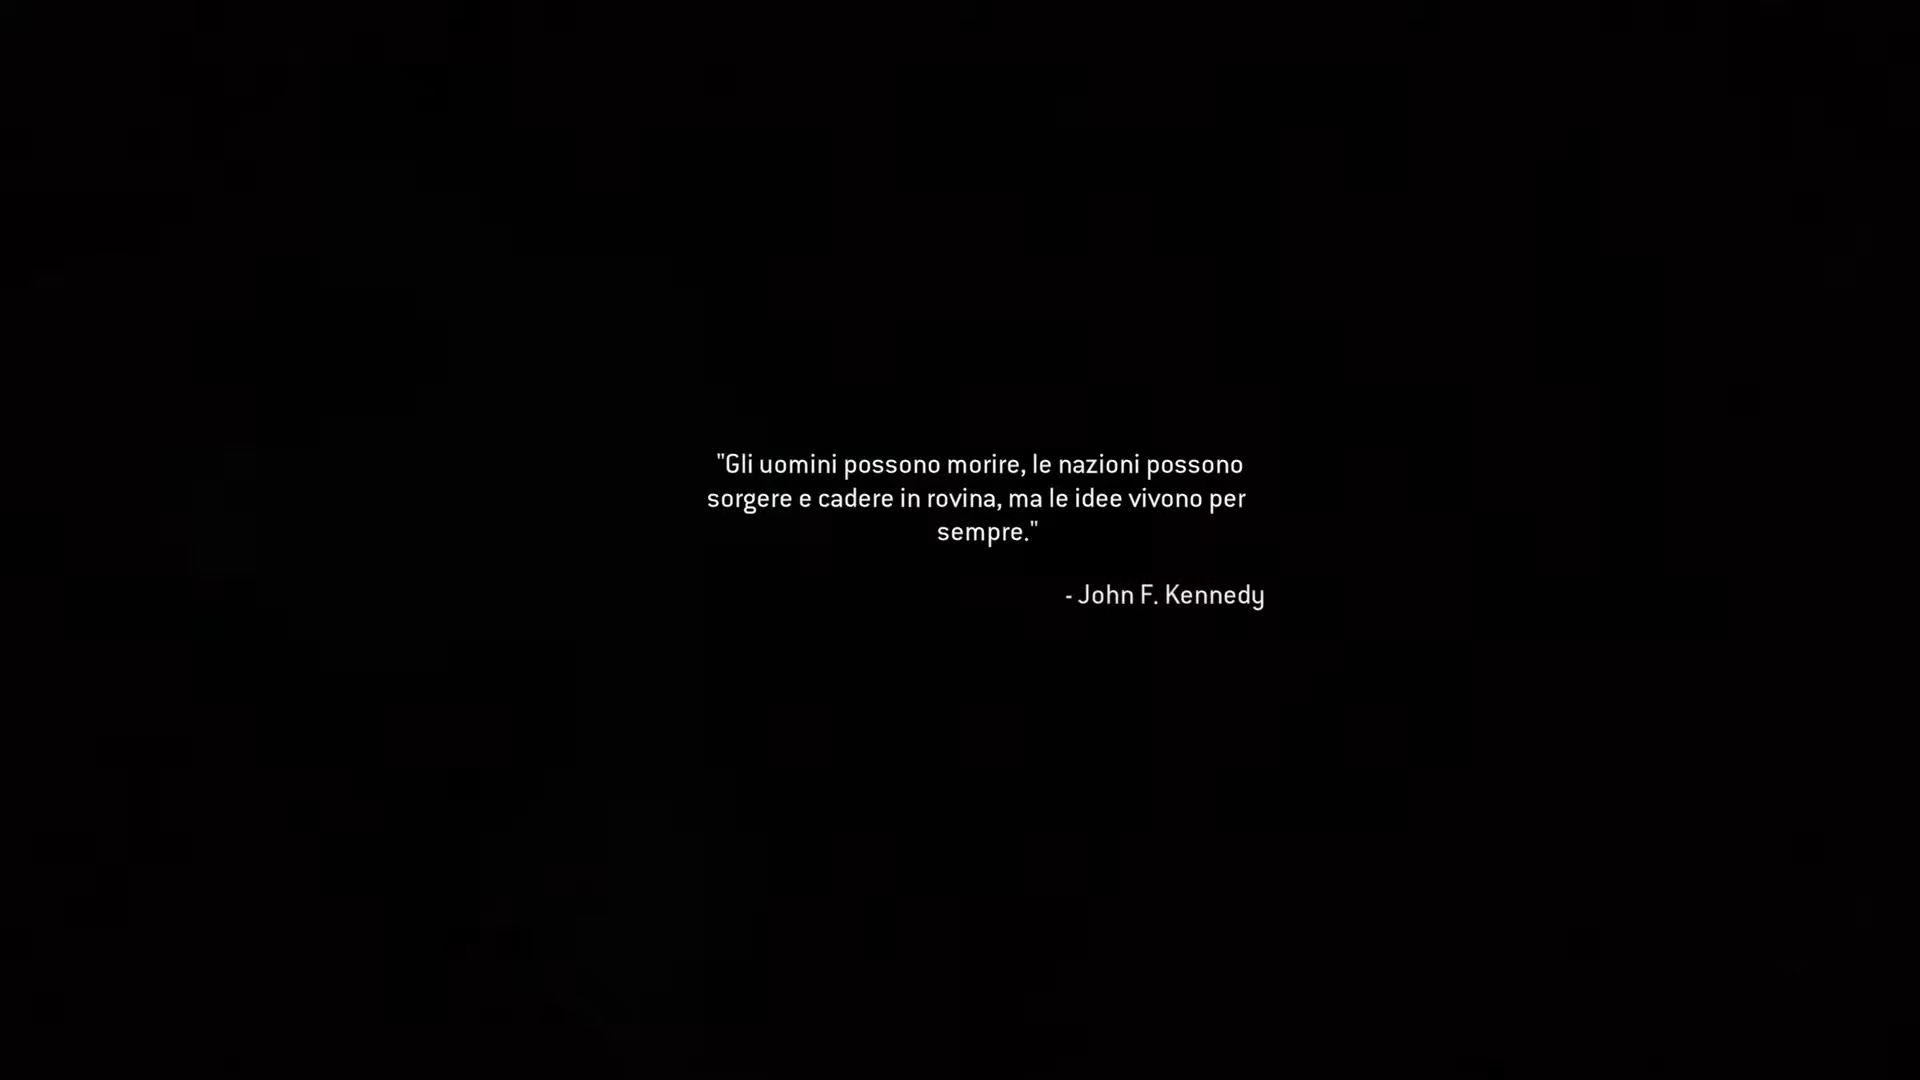 "Gli uomini possono morire, le nazioni possono
sorgere e cadere in rovina, ma le idee vivono per
sempre."
- John F. Kennedy